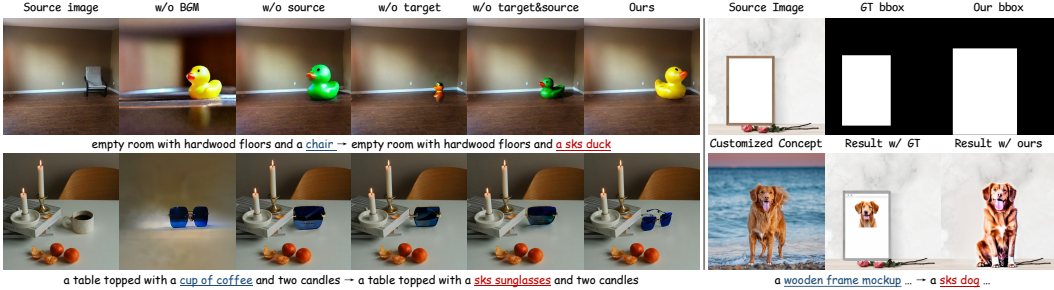 Source image w/o BGM w/o source w/o target w/o target&source Ours
empty room with hardwood floors and a chair → empty room with hardwood floors and a sks duck
a table topped with a cup of coffee and two candles → a table topped with a sks sunglasses and two candles
Source Image GT bbox Our bbox
Customized Concept Result w/ GT Result w/ ours
a wooden frame mockup … → a sks dog …